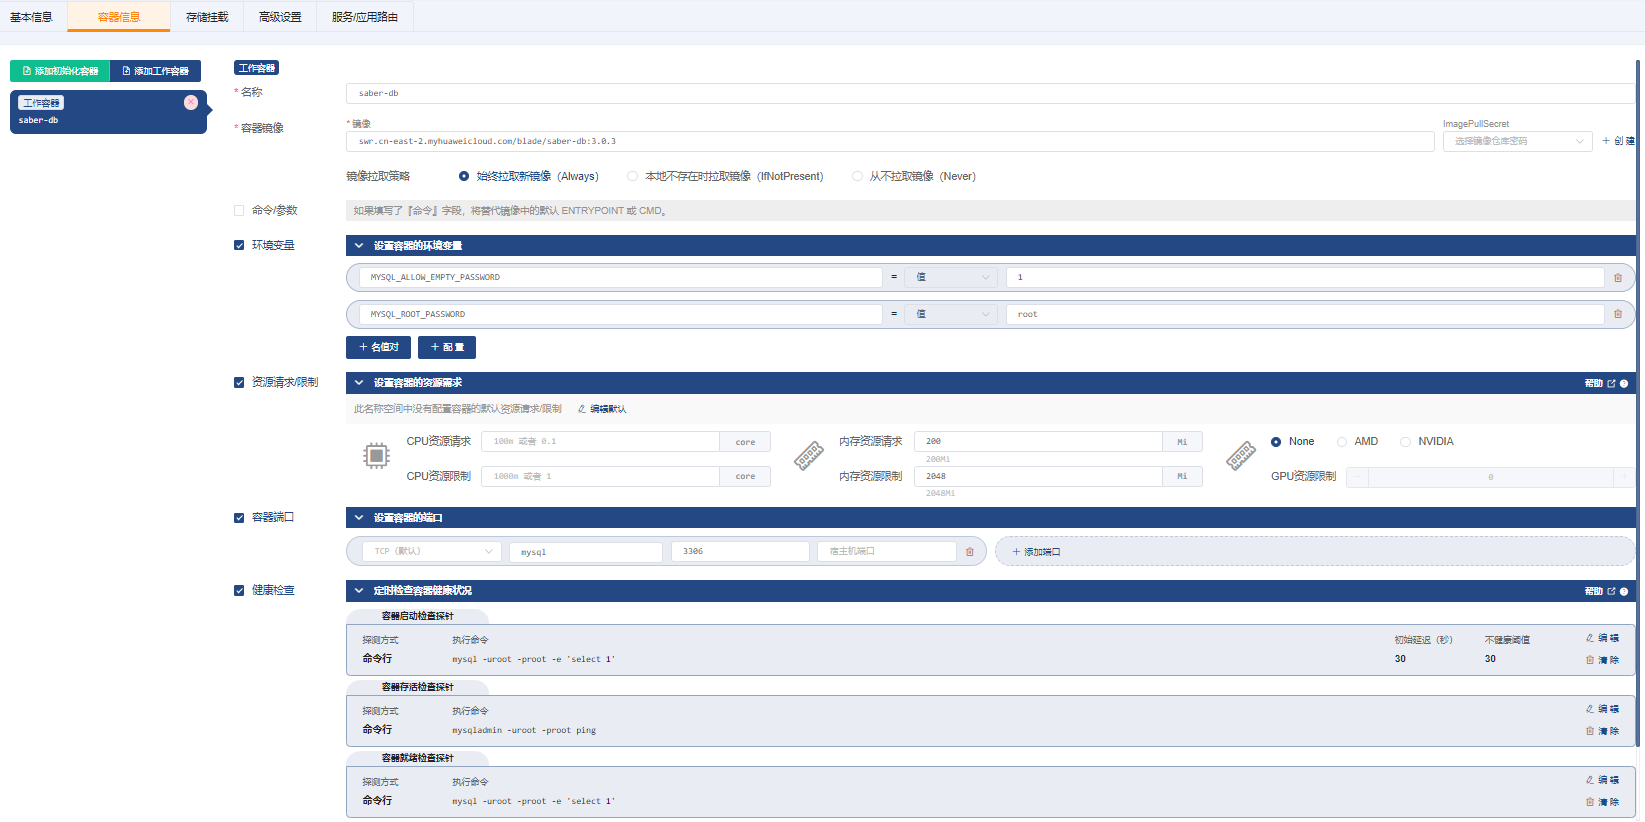 基本信息 容器信息 存储挂载 高级设置 服务/应用路由
添加初始化容器 添加工作容器
工作容器
saber-db
工作容器
* 名称 saber-db
* 容器镜像 * 镜像 ImagePullSecret
swr.cn-east-2.myhuaweicloud.com/blade/saber-db:3.0.3 选择镜像仓库密码 + 创 建
镜像拉取策略 始终拉取新镜像（Always） 本地不存在时拉取镜像（IfNotPresent） 从不拉取镜像（Never）
命令/参数 如果填写了『命令』字段，将替代镜像中的默认 ENTRYPOINT 或 CMD。
环境变量 设置容器的环境变量
MYSQL_ALLOW_EMPTY_PASSWORD = 值 1
MYSQL_ROOT_PASSWORD = 值 root
+ 名值对 + 配 置
资源请求/限制 设置容器的资源需求 帮助
此名称空间中没有配置容器的默认资源请求/限制 编辑默认
CPU资源请求 100m 或者 0.1 core 内存资源请求 200 Mi None AMD NVIDIA
200Mi
CPU资源限制 1000m 或者 1 core 内存资源限制 2048 Mi GPU资源限制 0
2048Mi
容器端口 设置容器的端口
TCP（默认） mysql 3306 宿主机端口 + 添加端口
健康检查 定时检查容器健康状况 帮助
容器启动检查探针
探测方式 执行命令 初始延迟（秒） 不健康阈值 编 辑
命令行 mysql -uroot -proot -e 'select 1' 30 30 清 除
容器存活检查探针
探测方式 执行命令 编 辑
命令行 mysqladmin -uroot -proot ping 清 除
容器就绪检查探针
探测方式 执行命令 编 辑
命令行 mysql -uroot -proot -e 'select 1' 清 除